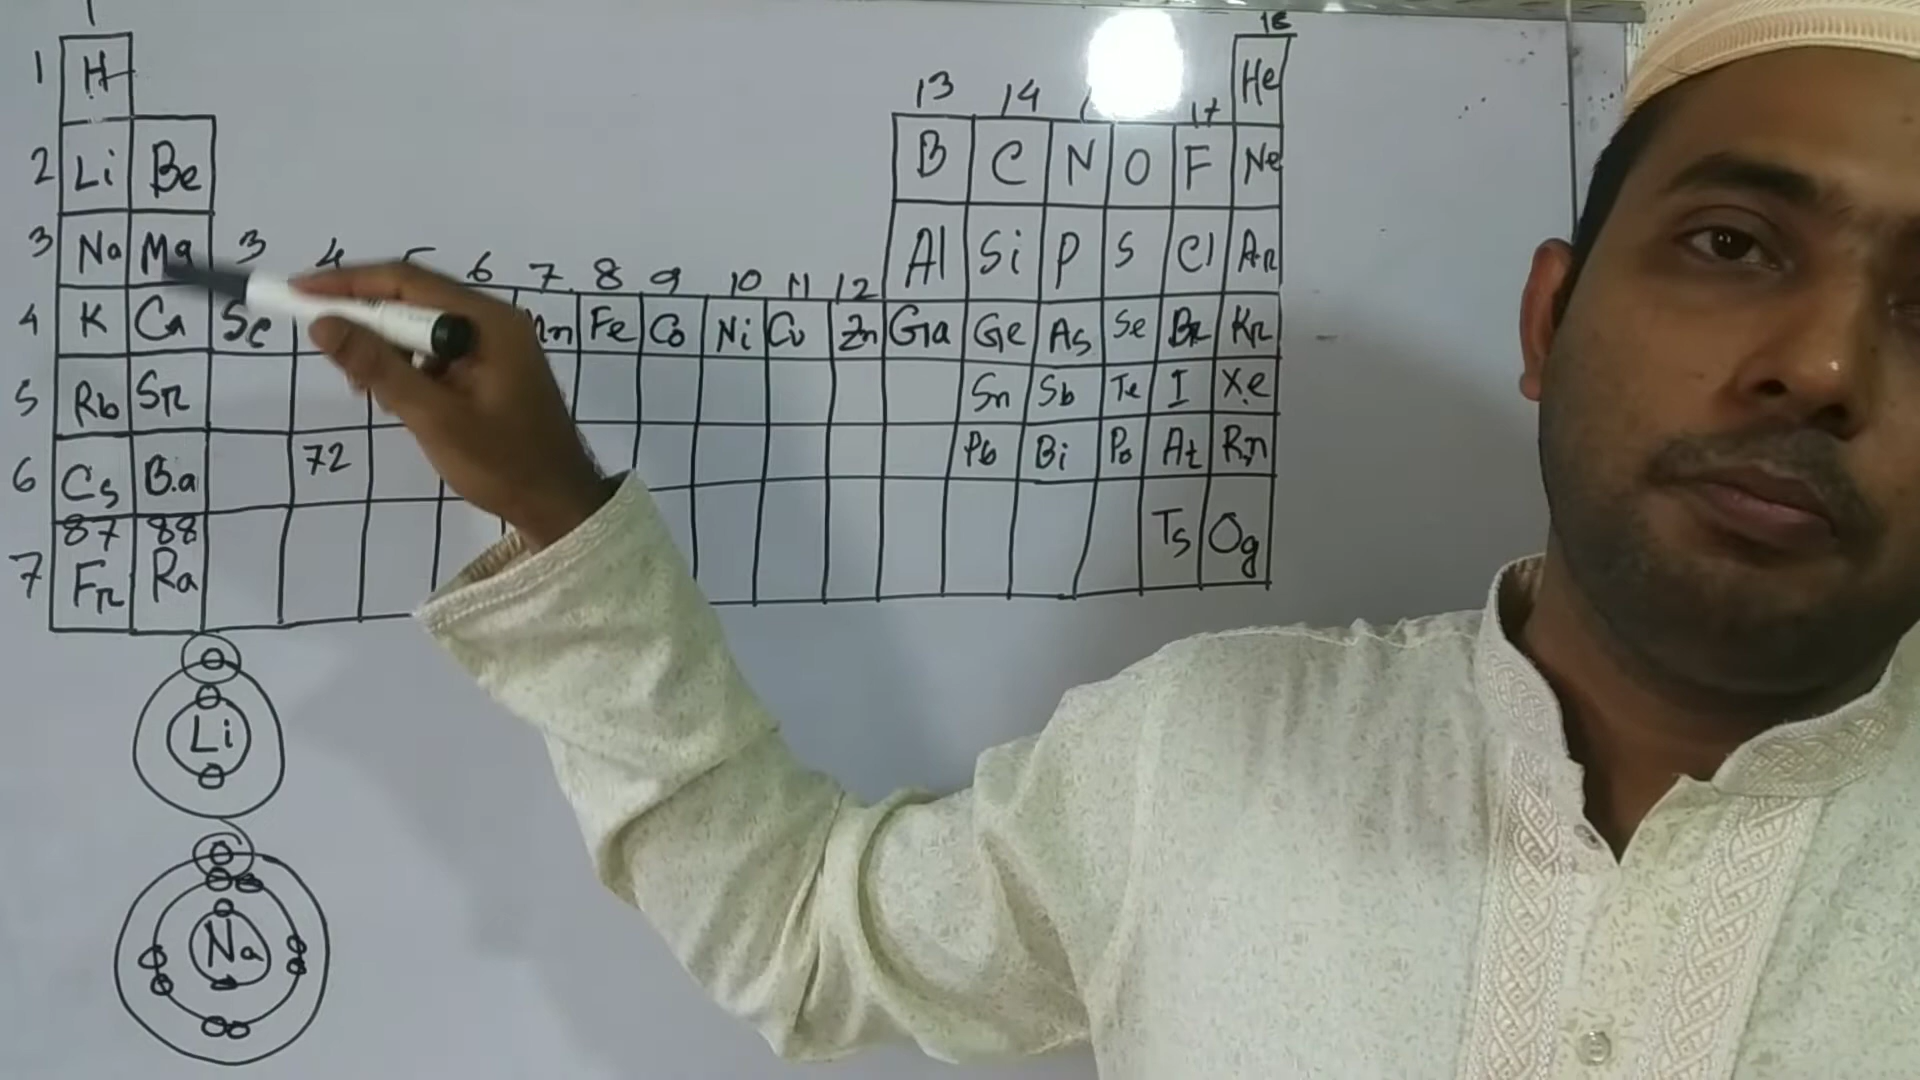 1 18
1 H He
13 14 17
2 Li Be B C N O F Ne
3 Na Mg 3 4 5 6 7 8 9 10 11 12 Al Si P S Cl Ar
4 K Ca Sc Mn Fe Co Ni Cu Zn Ga Ge As Se Br Kr
5 Rb Sr Sn Sb Te I Xe
6 Cs Ba 72 Pb Bi Po At Rn
87 88
7 Fr Ra Ts Og
Li
Na